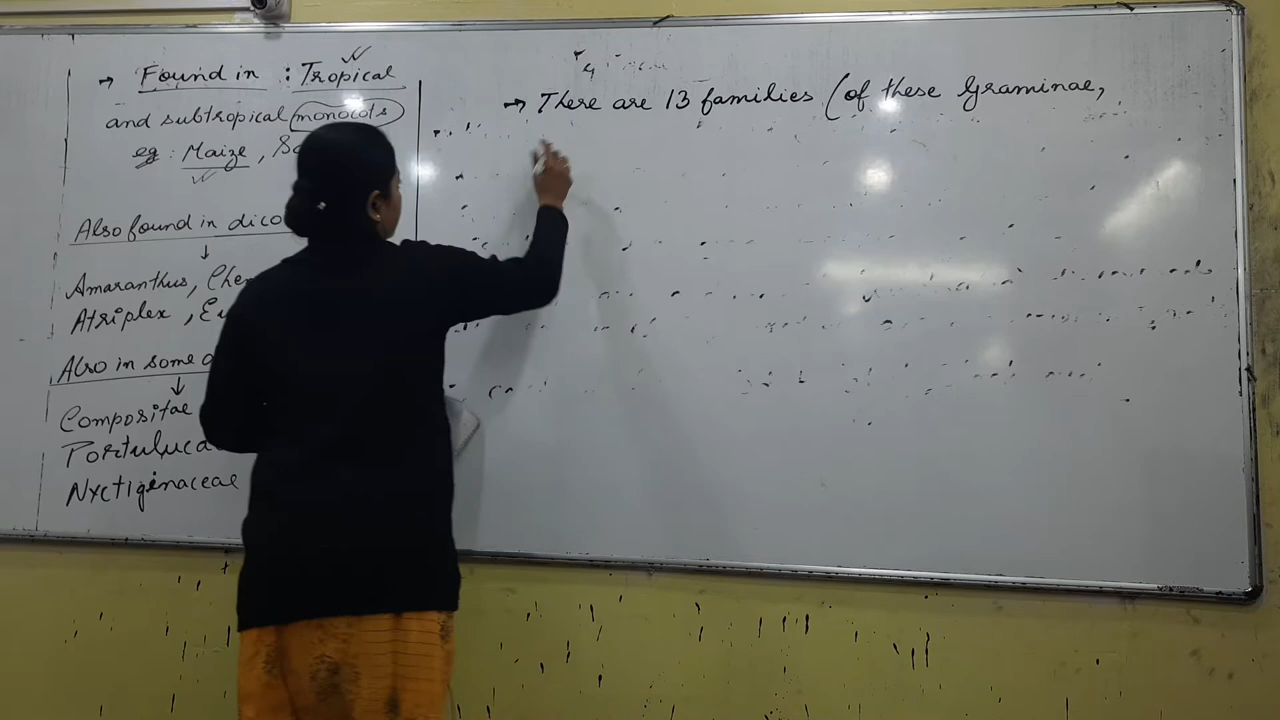 → Found in : Tropical
and subtropical monocots
eg : Maize,
Also found in
↓
Amaranthus,
Atriplex,
Also in some
↓
Compositae
Nyctiginaceae
→ There are 13 families (of these Graminae,